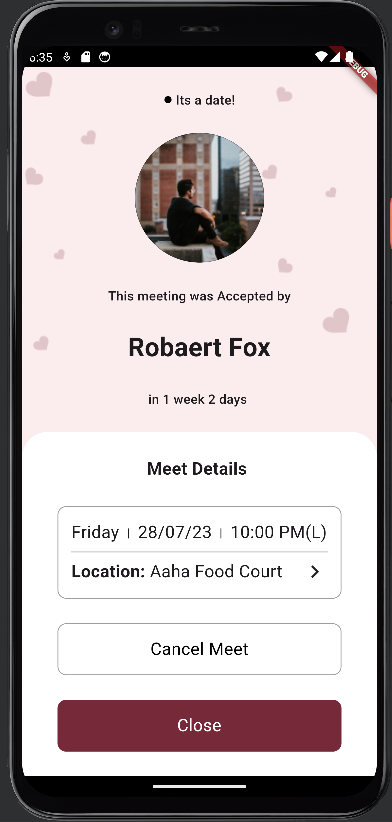 5:35
DEBUG
Its a date!
This meeting was Accepted by
Robaert Fox
in 1 week 2 days
Meet Details
Friday | 28/07/23 | 10:00 PM(L)
Location: Aaha Food Court
Cancel Meet
Close